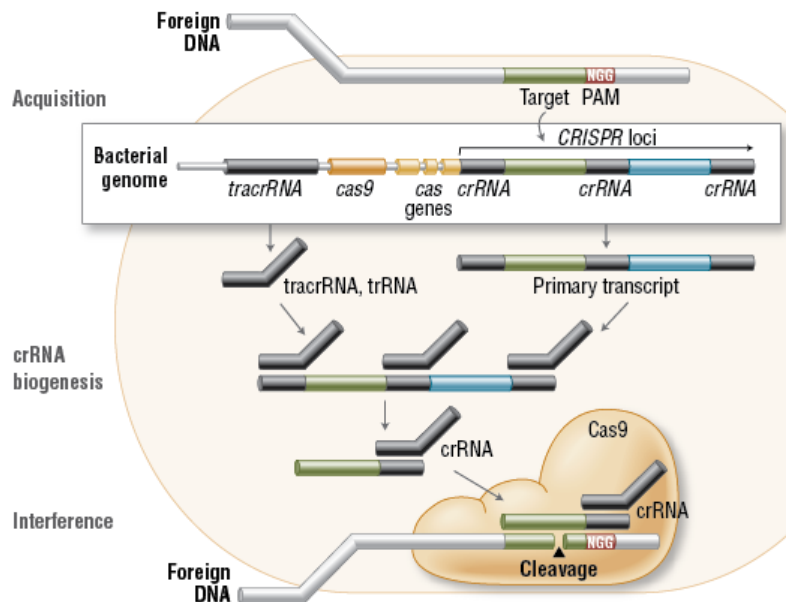 Foreign
DNA
NGG
Acquisition
Target PAM
CRISPR loci
Bacterial
genome
tracrRNA cas9 cas crRNA crRNA crRNA
genes
tracrRNA, trRNA
Primary transcript
crRNA
biogenesis
Cas9
crRNA
crRNA
Interference
NGG
Cleavage
Foreign
DNA